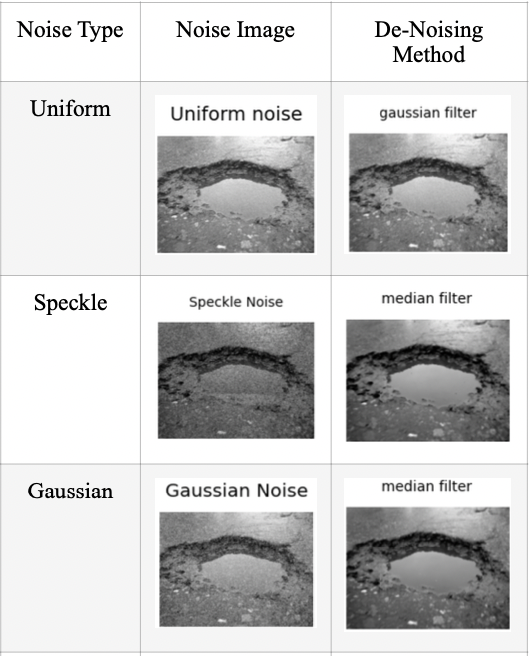 Noise Type
Noise Image
De-Noising
Method
Uniform
Uniform noise
gaussian filter
Speckle
Speckle Noise
median filter
Gaussian
Gaussian Noise
median filter